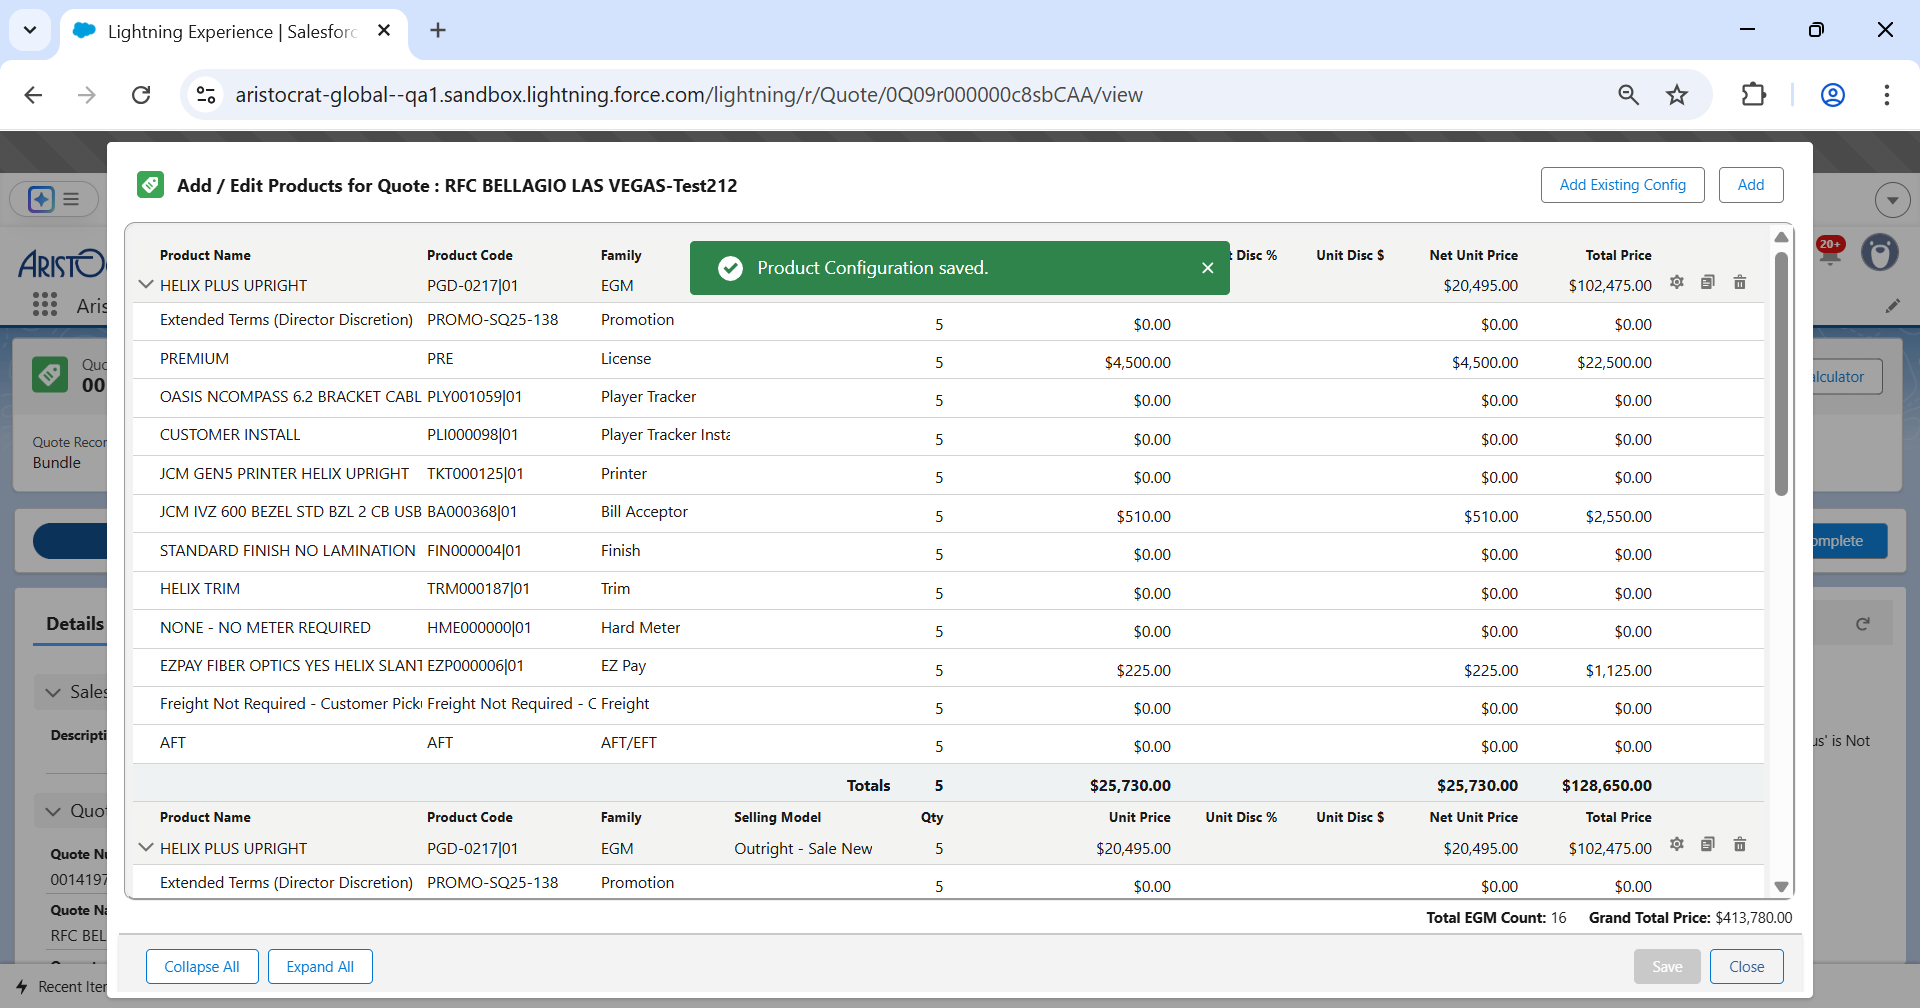 Lightning Experience | Salesforc
aristocrat-global--qa1.sandbox.lightning.force.com/lightning/r/Quote/0Q09r000000c8sbCAA/view
Add / Edit Products for Quote : RFC BELLAGIO LAS VEGAS-Test212
Add Existing Config
Add
Product Configuration saved.
Product Name Product Code Family t Disc % Unit Disc $ Net Unit Price Total Price
HELIX PLUS UPRIGHT PGD-0217|01 EGM $20,495.00 $102,475.00
Extended Terms (Director Discretion) PROMO-SQ25-138 Promotion 5 $0.00 $0.00 $0.00
PREMIUM PRE License 5 $4,500.00 $4,500.00 $22,500.00
OASIS NCOMPASS 6.2 BRACKET CABL PLY001059|01 Player Tracker 5 $0.00 $0.00 $0.00
CUSTOMER INSTALL PLI000098|01 Player Tracker Insta 5 $0.00 $0.00 $0.00
JCM GEN5 PRINTER HELIX UPRIGHT TKT000125|01 Printer 5 $0.00 $0.00 $0.00
JCM IVZ 600 BEZEL STD BZL 2 CB USB BA000368|01 Bill Acceptor 5 $510.00 $510.00 $2,550.00
STANDARD FINISH NO LAMINATION FIN000004|01 Finish 5 $0.00 $0.00 $0.00
HELIX TRIM TRM000187|01 Trim 5 $0.00 $0.00 $0.00
NONE - NO METER REQUIRED HME000000|01 Hard Meter 5 $0.00 $0.00 $0.00
EZPAY FIBER OPTICS YES HELIX SLANT EZP000006|01 EZ Pay 5 $225.00 $225.00 $1,125.00
Freight Not Required - Customer Pick Freight Not Required - C Freight 5 $0.00 $0.00 $0.00
AFT AFT AFT/EFT 5 $0.00 $0.00 $0.00
Totals 5 $25,730.00 $25,730.00 $128,650.00
Product Name Product Code Family Selling Model Qty Unit Price Unit Disc % Unit Disc $ Net Unit Price Total Price
HELIX PLUS UPRIGHT PGD-0217|01 EGM Outright - Sale New 5 $20,495.00 $20,495.00 $102,475.00
Extended Terms (Director Discretion) PROMO-SQ25-138 Promotion 5 $0.00 $0.00 $0.00
Total EGM Count: 16 Grand Total Price: $413,780.00
Collapse All
Expand All
Save
Close
ARISTO
Aris
20+
Quo
00
alculator
Quote Recor
Bundle
omplete
Details
Sales
Descripti
us' is Not
Quot
Quote Nu
0014197
Quote Na
RFC BEL
Recent Iter